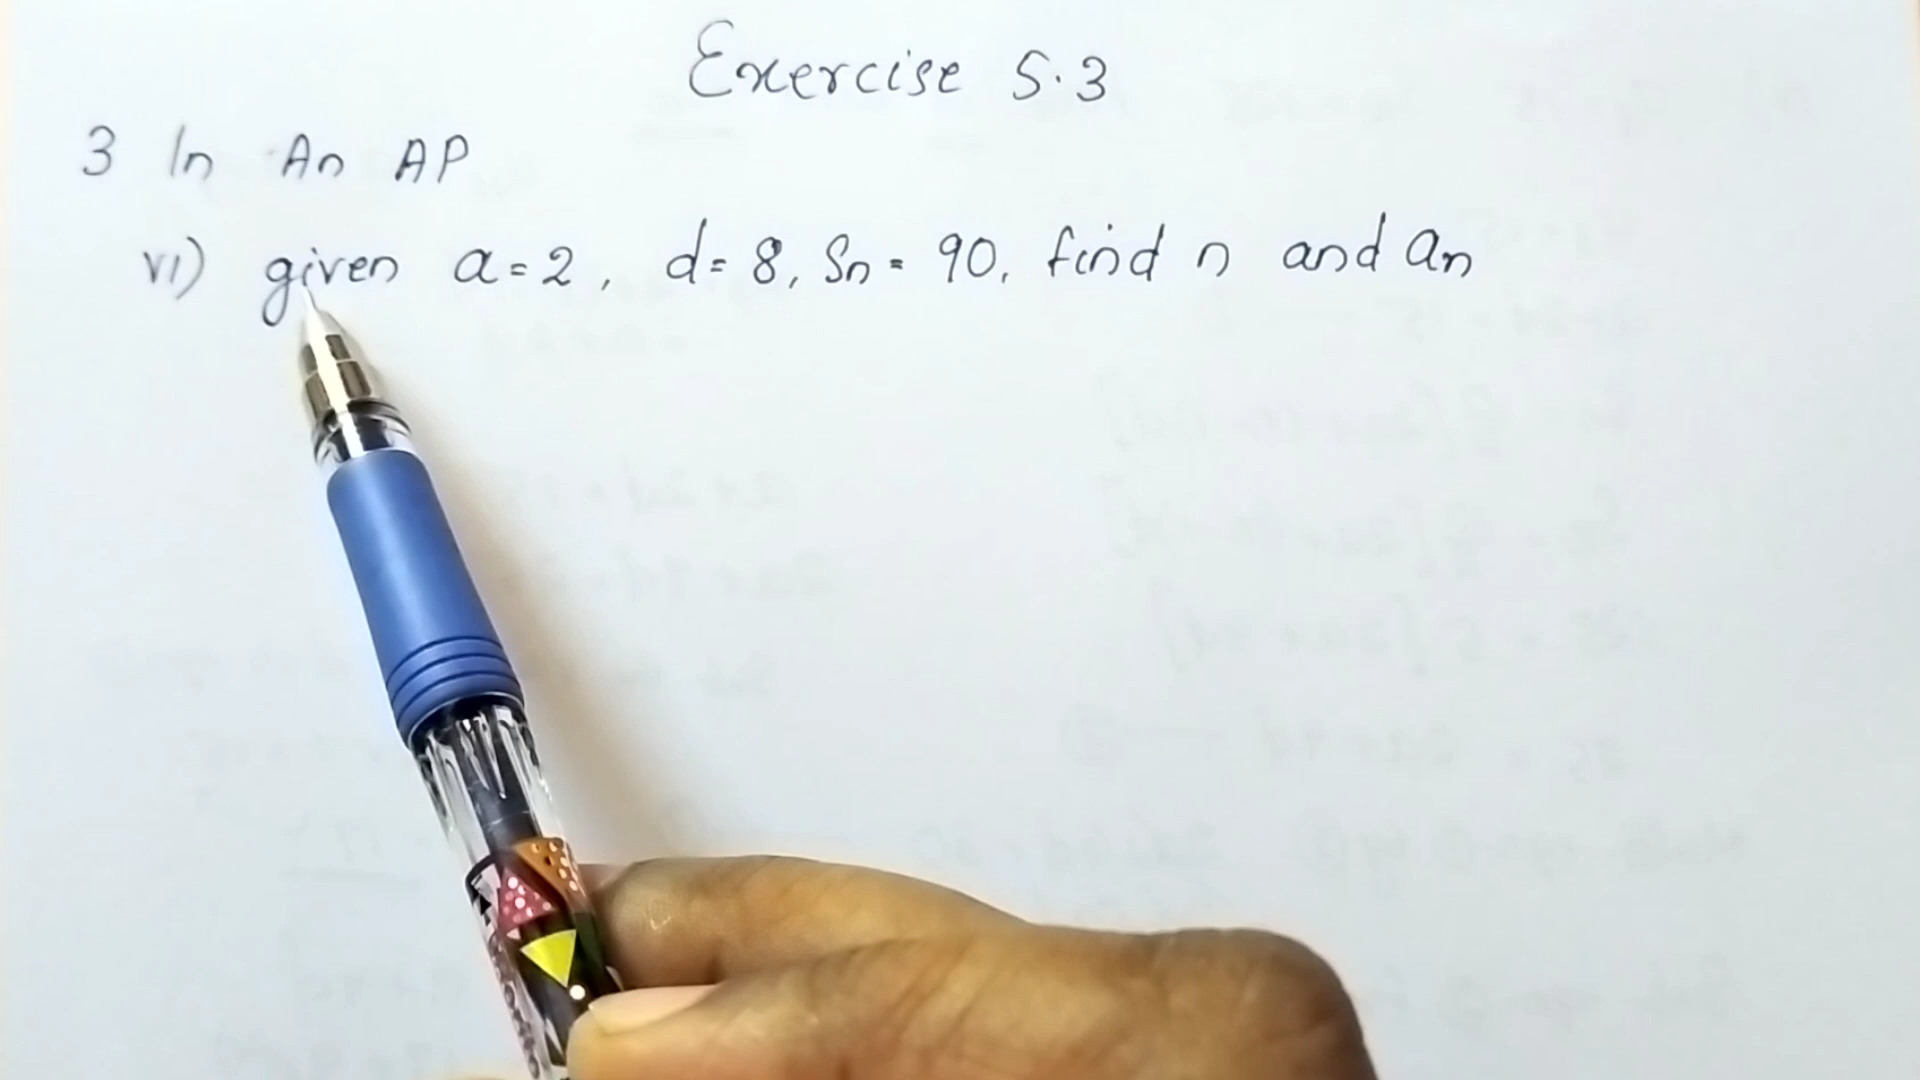 Exercise 5.3
3 In An AP
vi) given a=2, d=8, Sn=90, find n and an